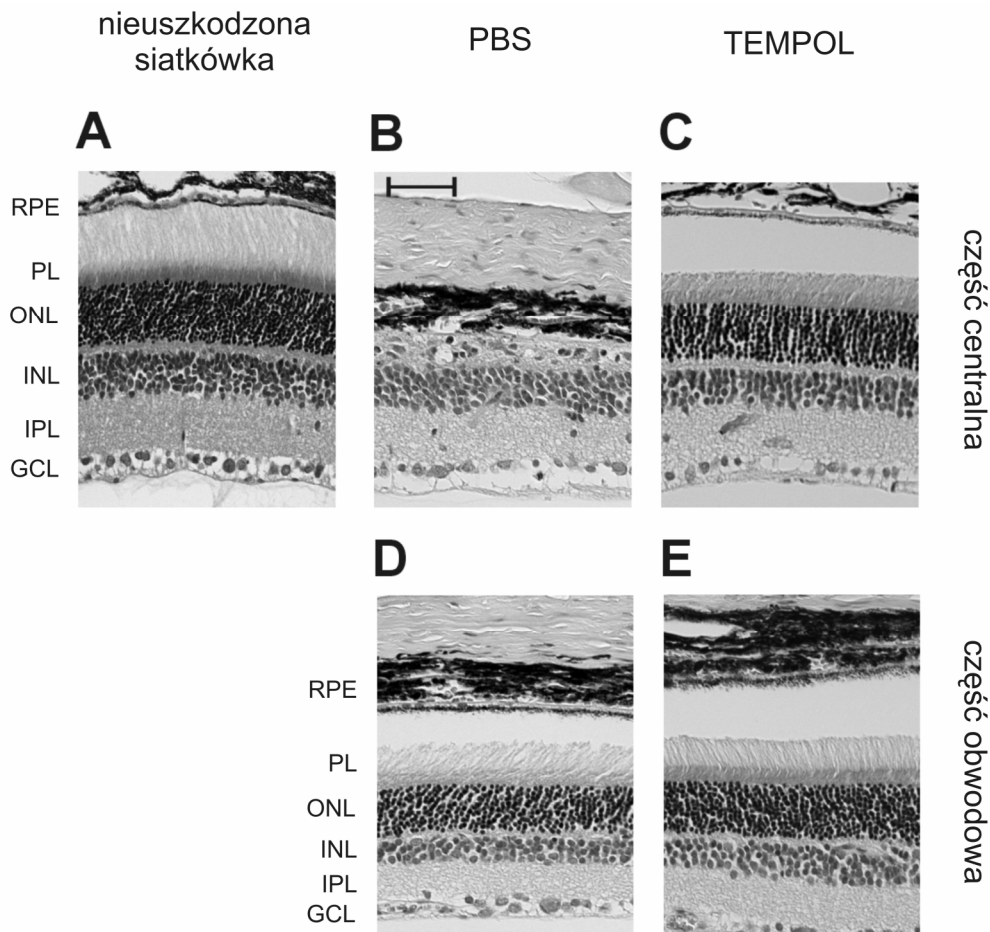 nieuszkodzona
siatkówka
PBS
TEMPOL
A
B
C
RPE
PL
ONL
INL
IPL
GCL
część centralna
D
E
RPE
PL
ONL
INL
IPL
GCL
część obwodowa